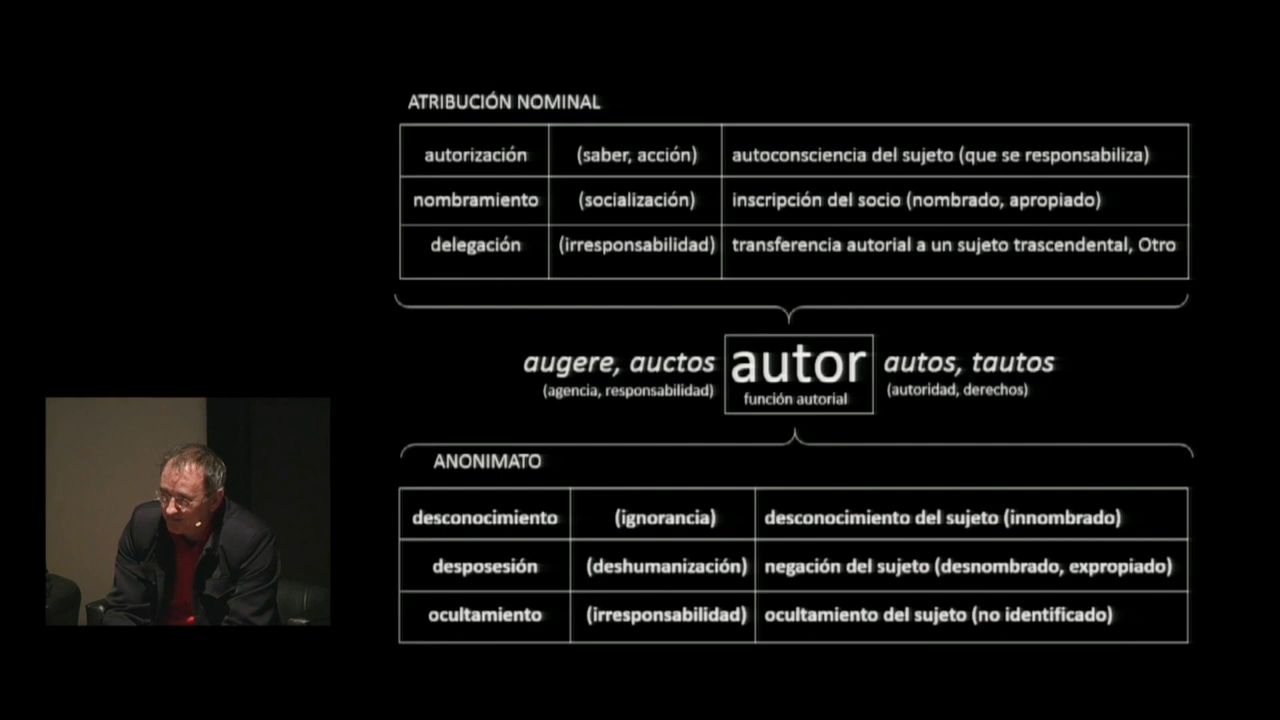 ATRIBUCIÓN NOMINAL
autorización (saber, acción) autoconsciencia del sujeto (que se responsabiliza)
nombramiento (socialización) inscripción del socio (nombrado, apropiado)
delegación (irresponsabilidad) transferencia autorial a un sujeto trascendental, Otro
augere, auctos autor autos, tautos
(agencia, responsabilidad) función autorial (autoridad, derechos)
ANONIMATO
desconocimiento (ignorancia) desconocimiento del sujeto (innombrado)
desposesión (deshumanización) negación del sujeto (desnombrado, expropiado)
ocultamiento (irresponsabilidad) ocultamiento del sujeto (no identificado)